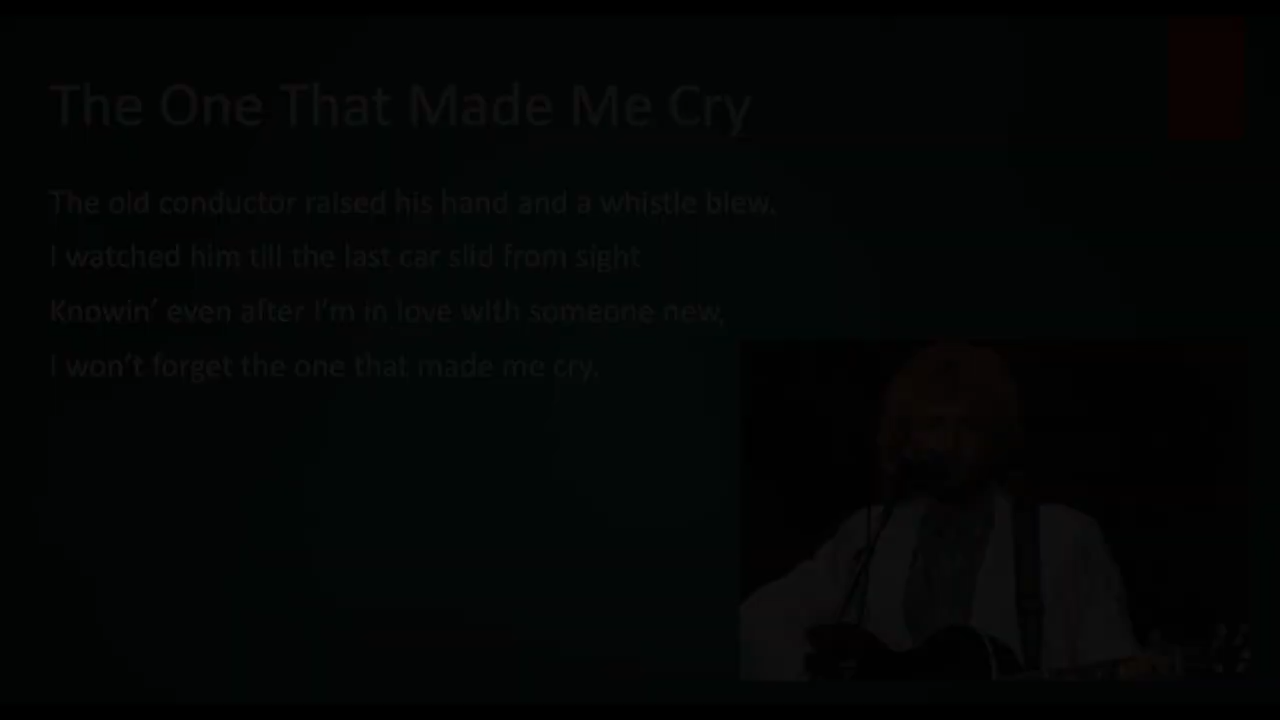 The One That Made Me Cry
The old conductor raised his hand and a whistle blew,
I watched him till the last car slid from sight
Knowin’ even after I’m in love with someone new,
I won’t forget the one that made me cry.